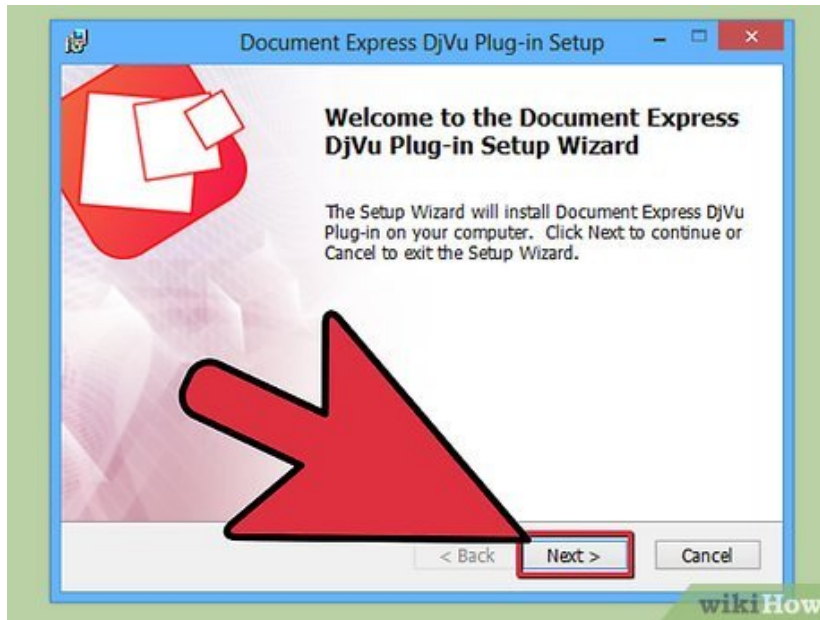 Document Express DjVu Plug-in Setup
Welcome to the Document Express
DjVu Plug-in Setup Wizard
The Setup Wizard will install Document Express DjVu
Plug-in on your computer. Click Next to continue or
Cancel to exit the Setup Wizard.
< Back Next > Cancel
wikiHow